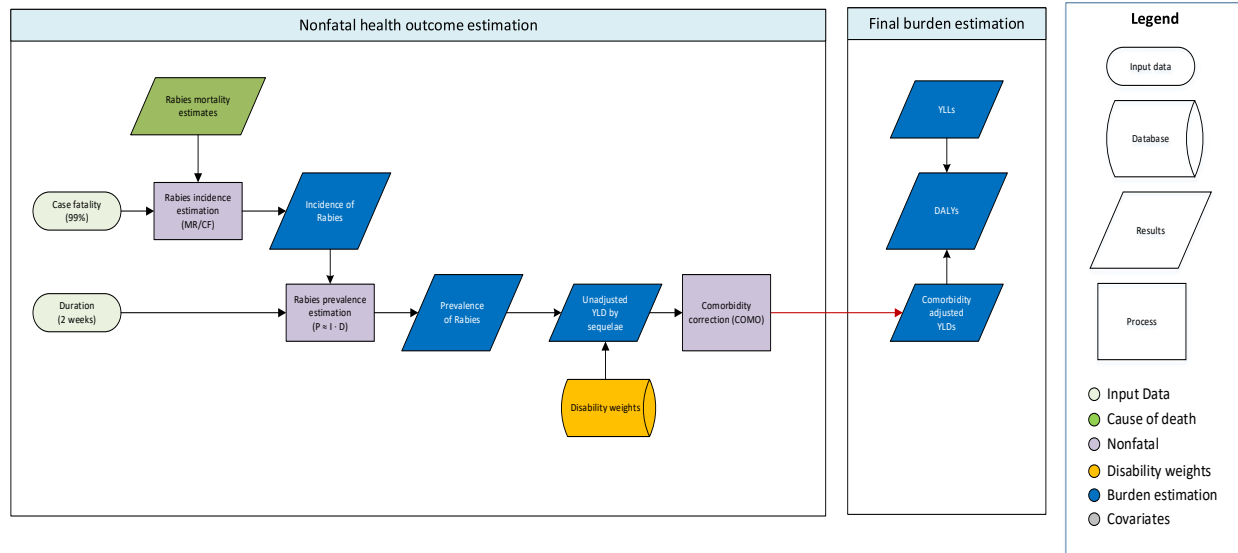 Nonfatal health outcome estimation
Rabies mortality
estimates
Case fatality
(99%)
Rabies incidence
estimation
(MR/CF)
Incidence of
Rabies
Duration
(2 weeks)
Rabies prevalence
estimation
(P ≈ I · D)
Prevalence
of Rabies
Unadjusted
YLD by
sequelae
Comorbidity
correction (COMO)
Disability weights
Final burden estimation
YLLs
DALYs
Comorbidity
adjusted
YLDs
Legend
Input data
Database
Results
Process
Input Data
Cause of death
Nonfatal
Disability weights
Burden estimation
Covariates